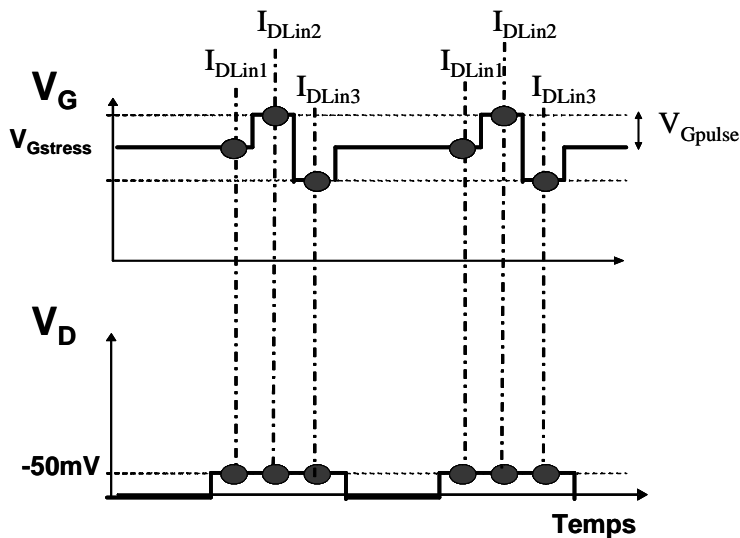 I_DLin2
I_DLin2
I_DLin1
I_DLin1
I_DLin3
I_DLin3
V_G
V_Gstress
V_Gpulse
V_D
-50mV
Temps